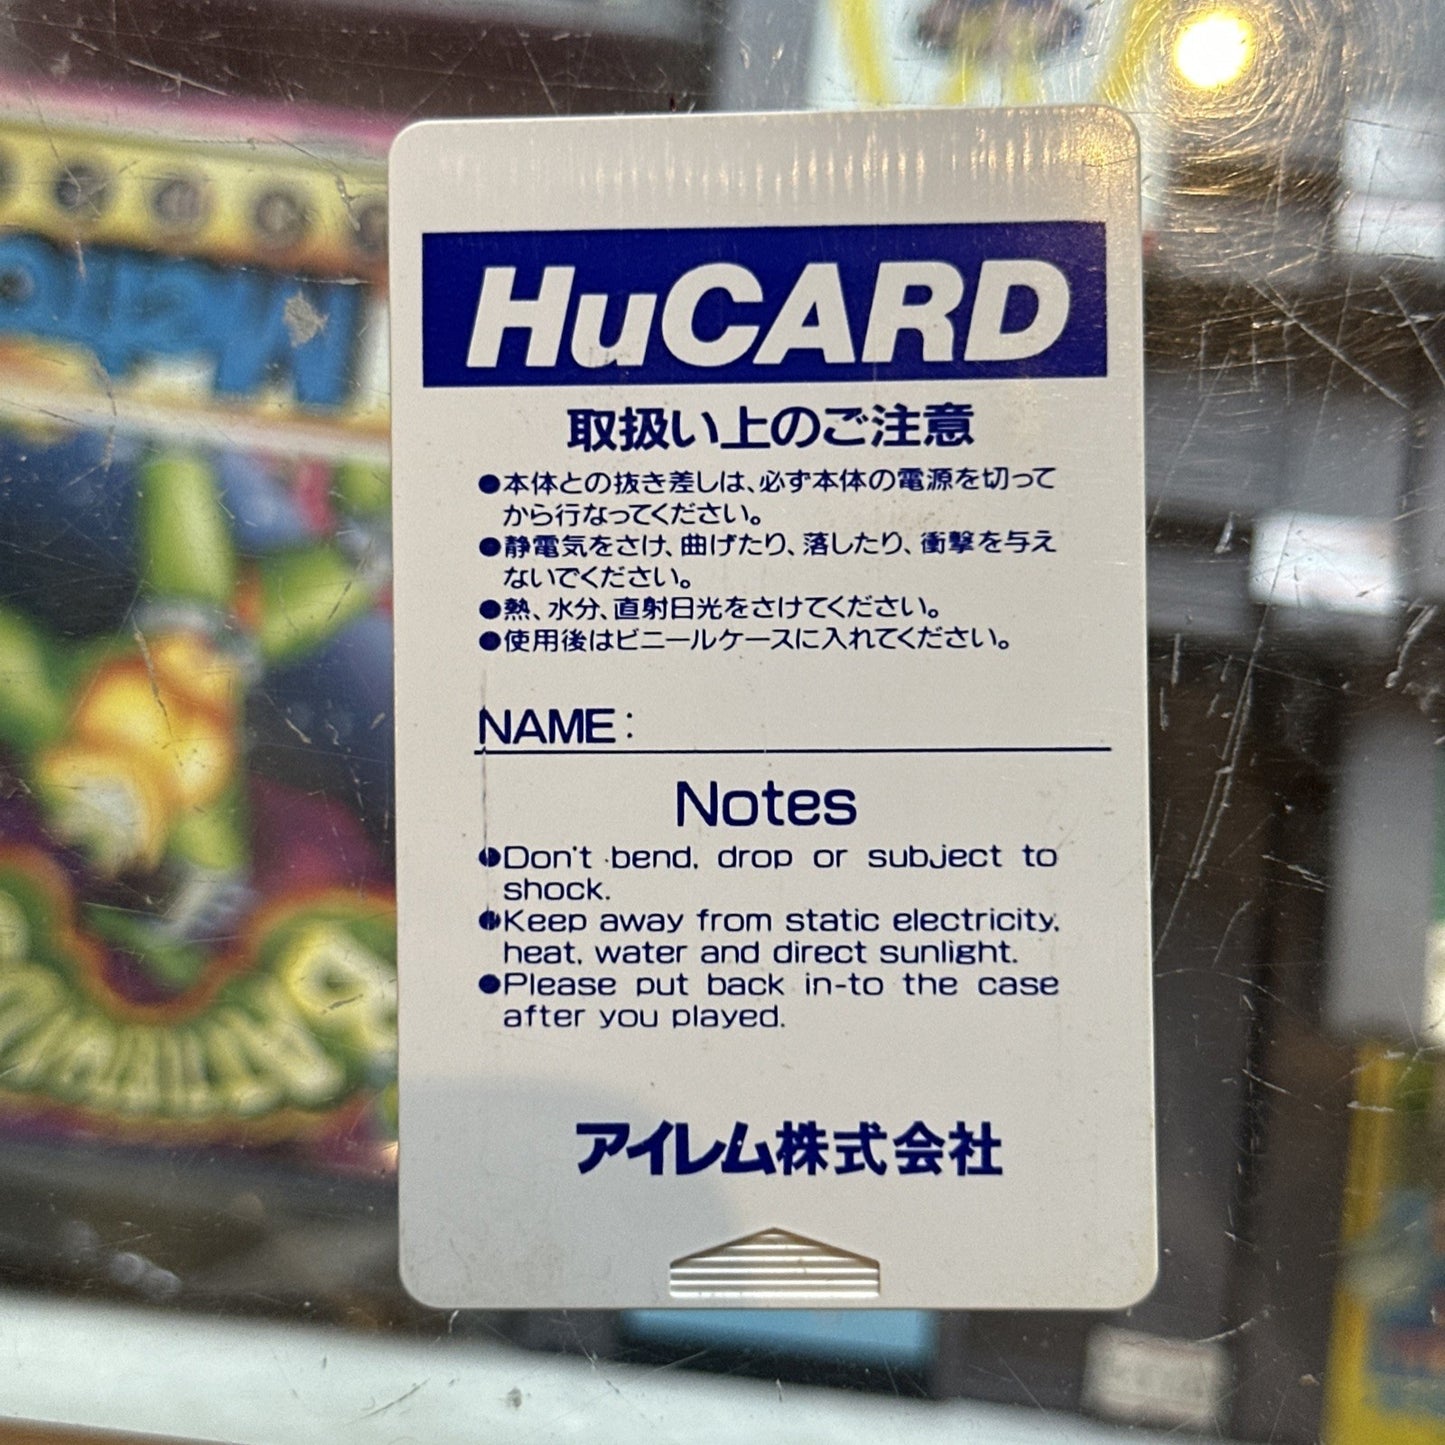 HuCARD
取扱い上のご注意
●本体との抜き差しは、必ず本体の電源を切って
から行なってください。
●静電気をさけ、曲げたり、落したり、衝撃を与え
ないでください。
●熱、水分、直射日光をさけてください。
●使用後はビニールケースに入れてください。
NAME:
Notes
●Don't bend, drop or subject to
shock.
●Keep away from static electricity,
heat, water and direct sunlight.
●Please put back in-to the case
after you played.
アイレム株式会社